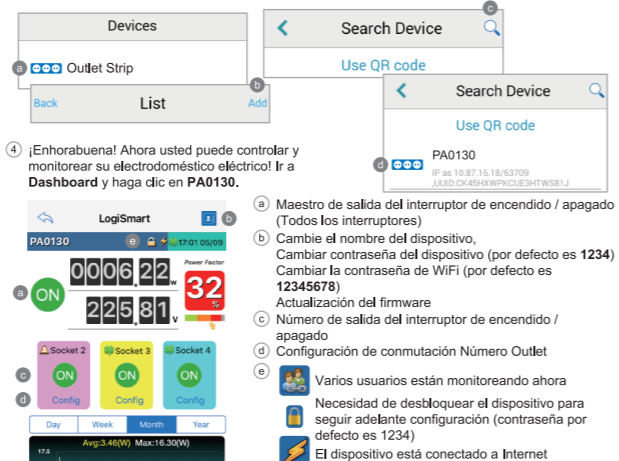 Devices
a Outlet Strip
b
Back List Add
c
Search Device
Use QR code
Search Device
Use QR code
d PA0130
IP as 10.87.16.18/63709
,UUID:CK45HXWPKCUE3HTWS81J
4 ¡Enhorabuena! Ahora usted puede controlar y
monitorear su electrodoméstico eléctrico! Ir a
Dashboard y haga clic en PA0130.
LogiSmart b
PA0130 e 17:01 05/09
a ON
0006.22 w
225.81 v
Power Factor
32
%
Socket 2 Socket 3 Socket 4
c ON ON ON
d Config Config Config
Day Week Month Year
Avg:3.46(W) Max:16.30(W)
17.5
a Maestro de salida del interruptor de encendido / apagado
(Todos los interruptores)
b Cambie el nombre del dispositivo,
Cambiar contraseña del dispositivo (por defecto es 1234)
Cambiar la contraseña de WiFi (por defecto es
12345678)
Actualización del firmware
c Número de salida del interruptor de encendido /
apagado
d Configuración de conmutación Número Outlet
e Varios usuarios están monitoreando ahora
Necesidad de desbloquear el dispositivo para
seguir adelante configuración (contraseña por
defecto es 1234)
El dispositivo está conectado a Internet